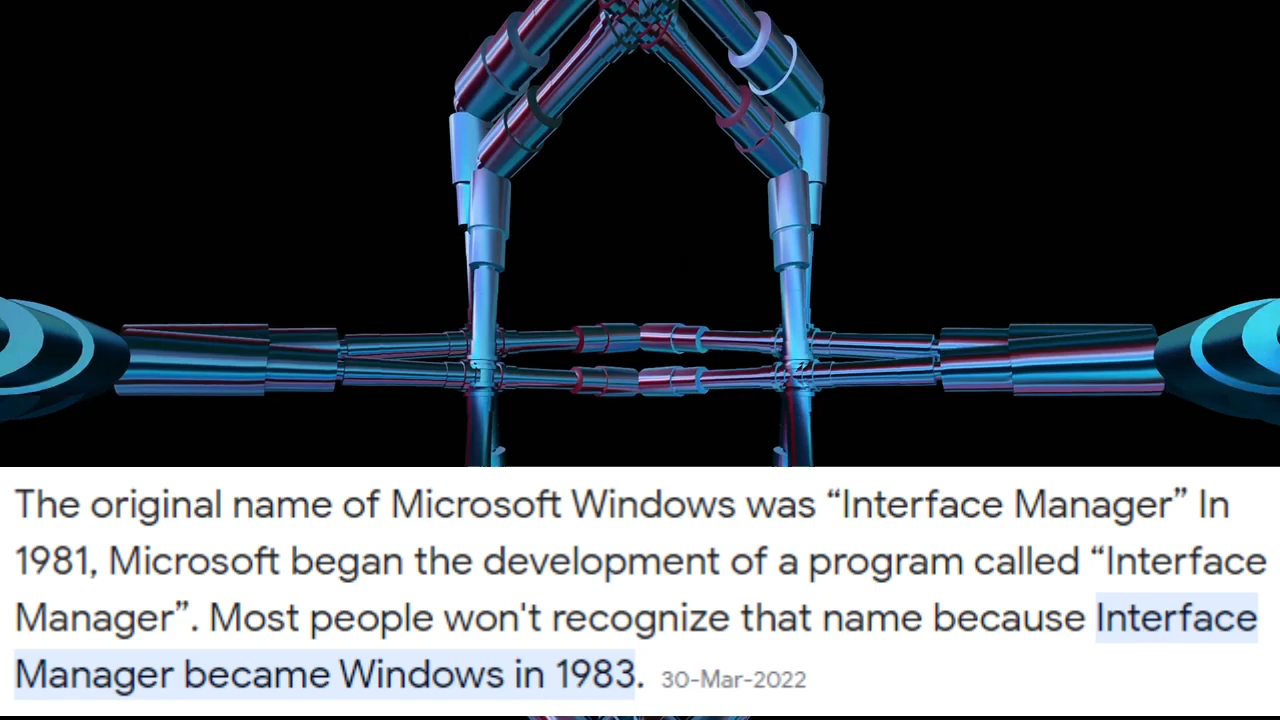 The original name of Microsoft Windows was “Interface Manager” In
1981, Microsoft began the development of a program called “Interface
Manager”. Most people won't recognize that name because Interface
Manager became Windows in 1983. 30-Mar-2022